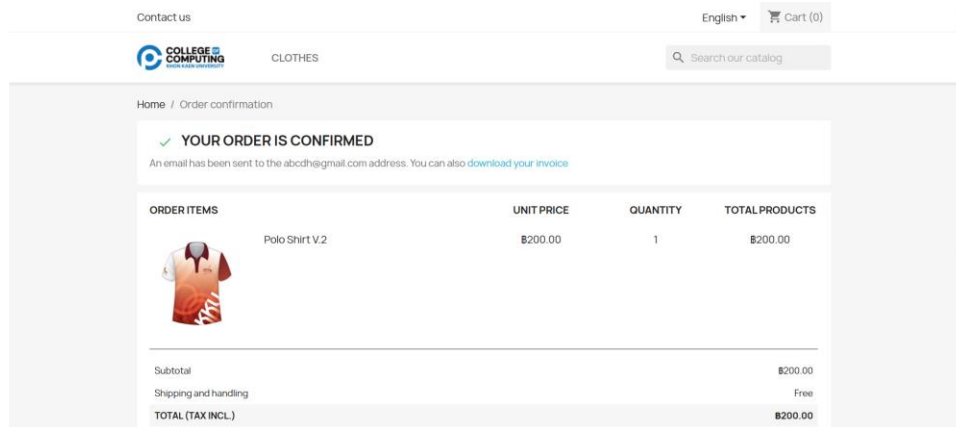 Contact us
English
Cart (0)
COLLEGE OF
COMPUTING
KHON KAEN UNIVERSITY
CLOTHES
Search our catalog
Home / Order confirmation
YOUR ORDER IS CONFIRMED
An email has been sent to the abcdh@gmail.com address. You can also download your invoice
ORDER ITEMS UNIT PRICE QUANTITY TOTAL PRODUCTS
Polo Shirt V.2 ฿200.00 1 ฿200.00
KKU
Subtotal ฿200.00
Shipping and handling Free
TOTAL (TAX INCL.) ฿200.00